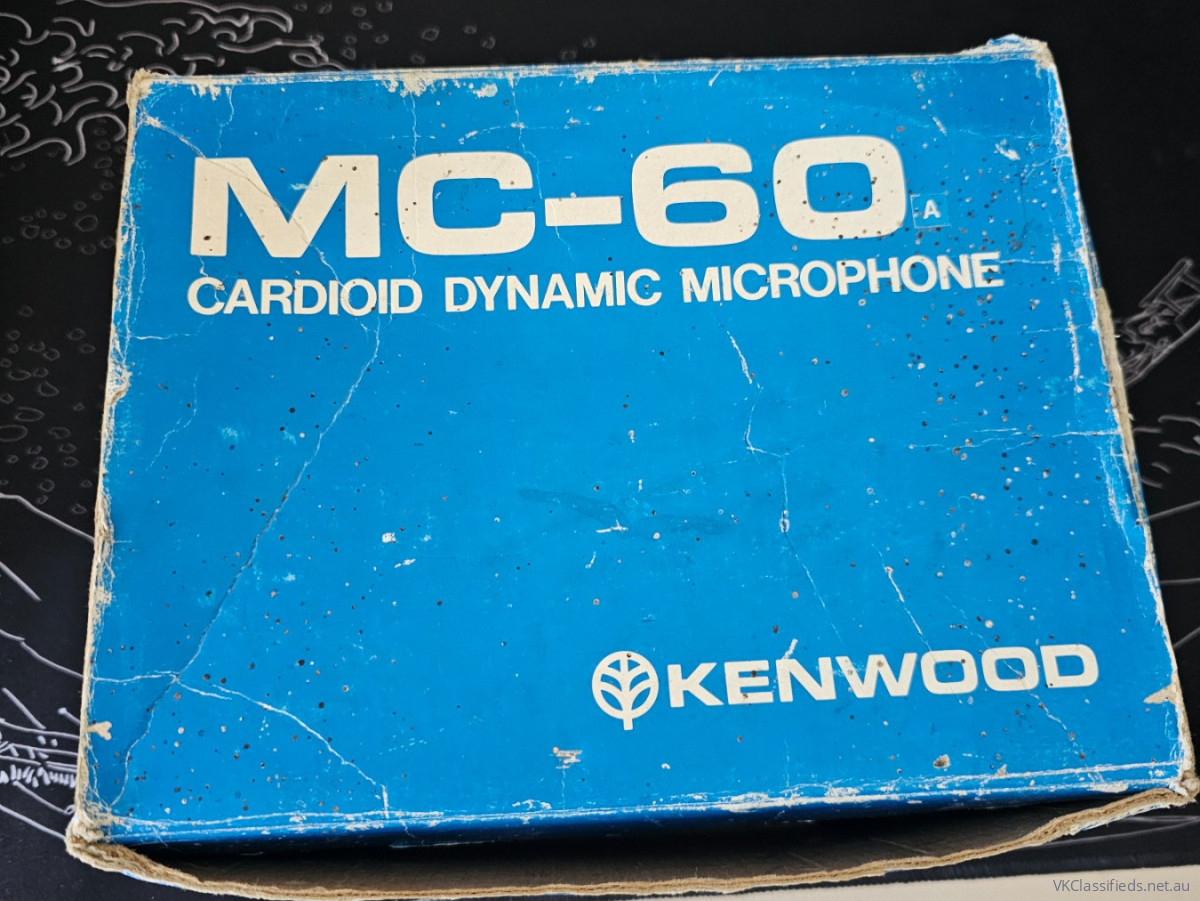 MC-60 A
CARDIOID DYNAMIC MICROPHONE
KENWOOD
VKClassifieds.net.au